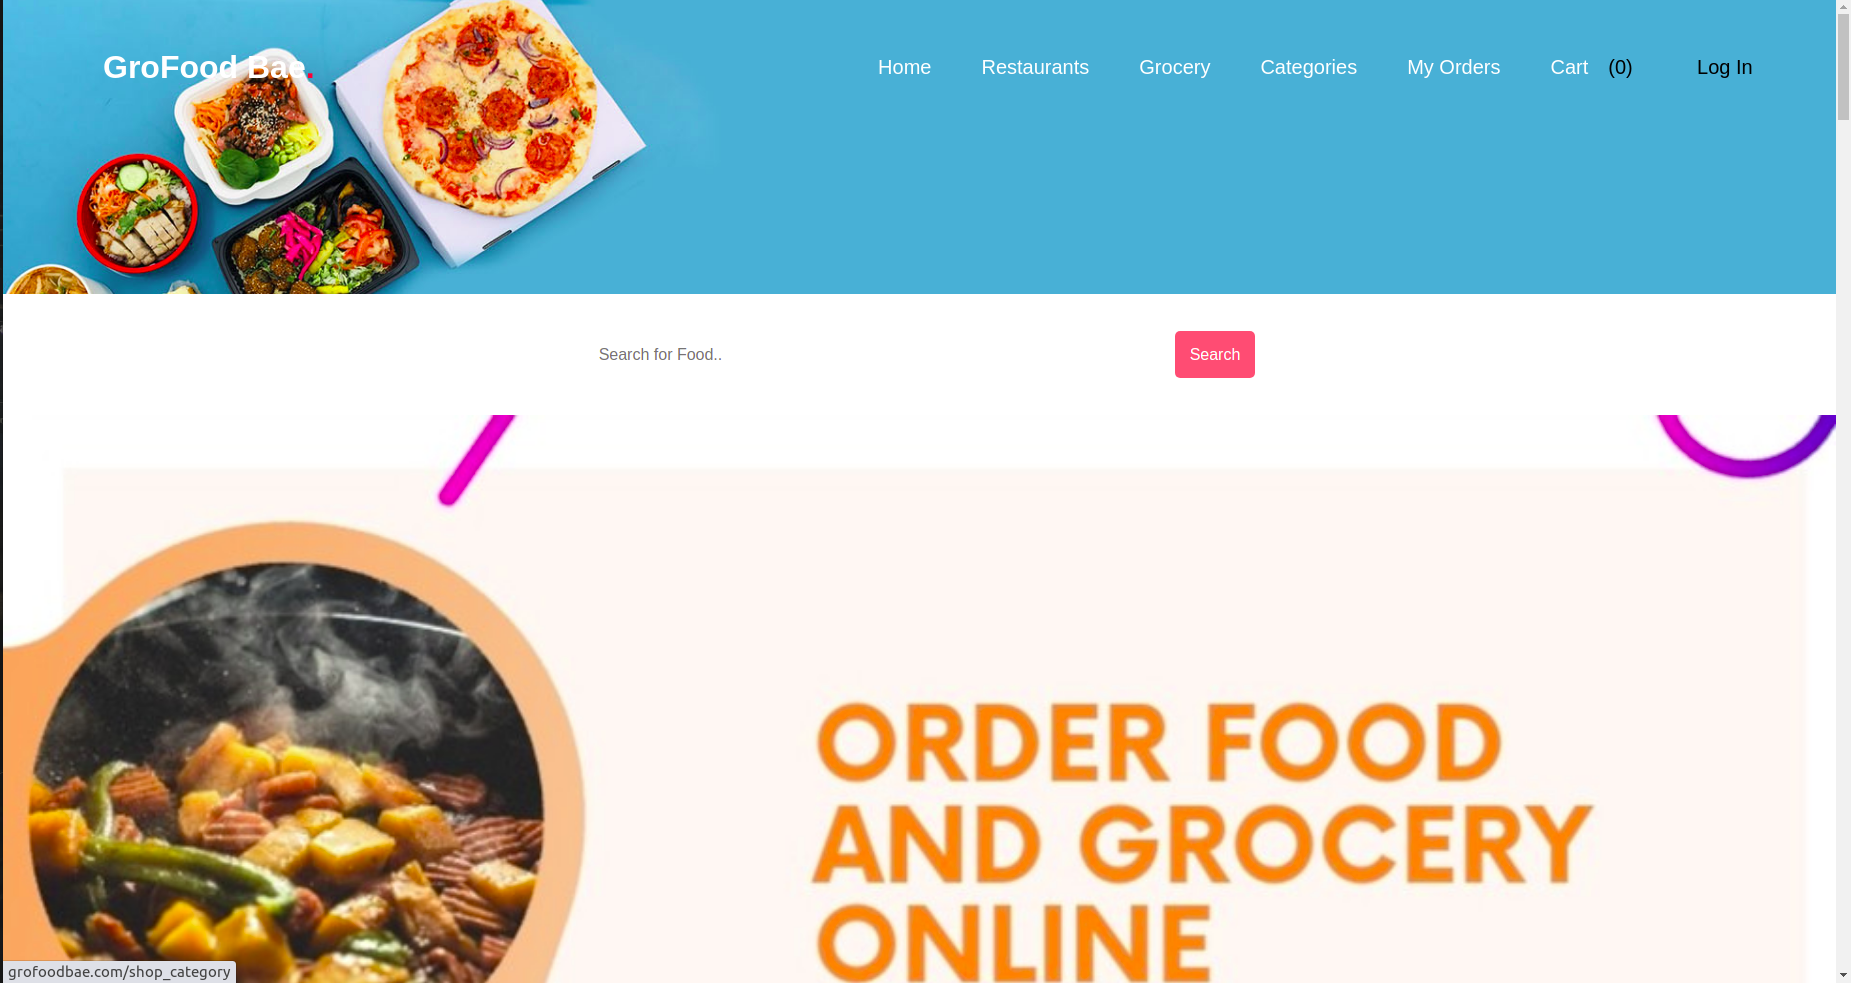 GroFood Bae.
Home Restaurants Grocery Categories My Orders Cart (0) Log In
Search for Food..
Search
ORDER FOOD
AND GROCERY
ONLINE
grofoodbae.com/shop_category